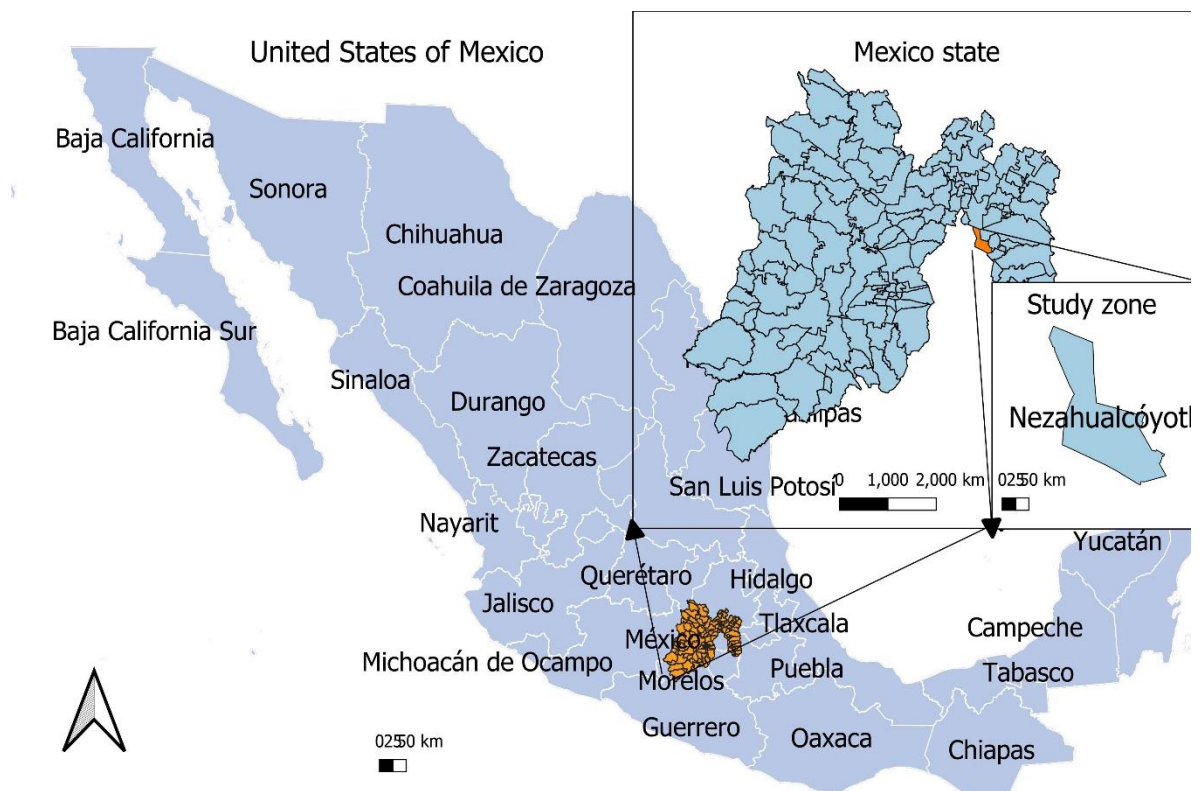 United States of Mexico
Mexico state
Baja California
Sonora
Chihuahua
Coahuila de Zaragoza
Study zone
Baja California Sur
Sinaloa
Durango
Nezahualcóyotl
Zacatecas
San Luis Potosí
0 1,000 2,000 km
025 50 km
Nayarit
Yucatán
Querétaro
Hidalgo
Jalisco
Tlaxcala
México
Campeche
Michoacán de Ocampo
Puebla
Tabasco
Morelos
Guerrero
Oaxaca
Chiapas
025 50 km